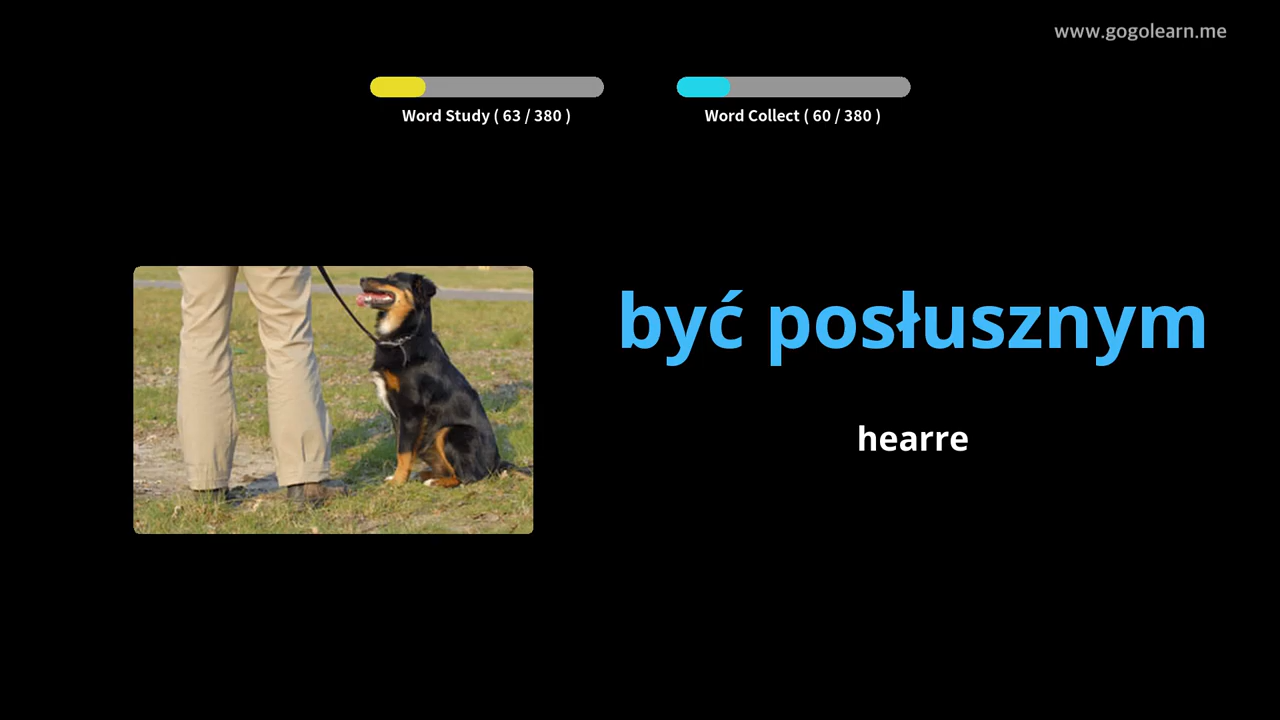 www.gogolearn.me
Word Study ( 63 / 380 )
Word Collect ( 60 / 380 )
być posłusznym
hearre